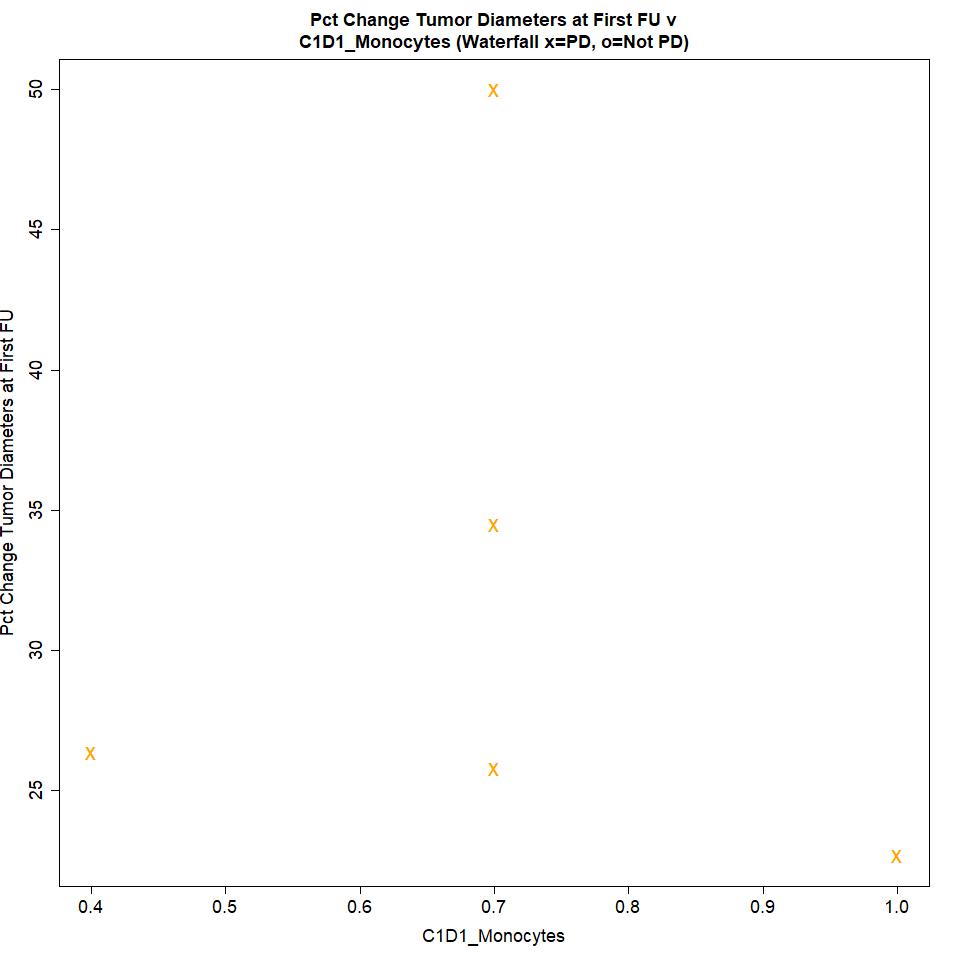 Pct Change Tumor Diameters at First FU v
C1D1_Monocytes (Waterfall x=PD, o=Not PD)
Pct Change Tumor Diameters at First FU
50
45
40
35
30
25
X
X
X
X
X
0.4 0.5 0.6 0.7 0.8 0.9 1.0
C1D1_Monocytes